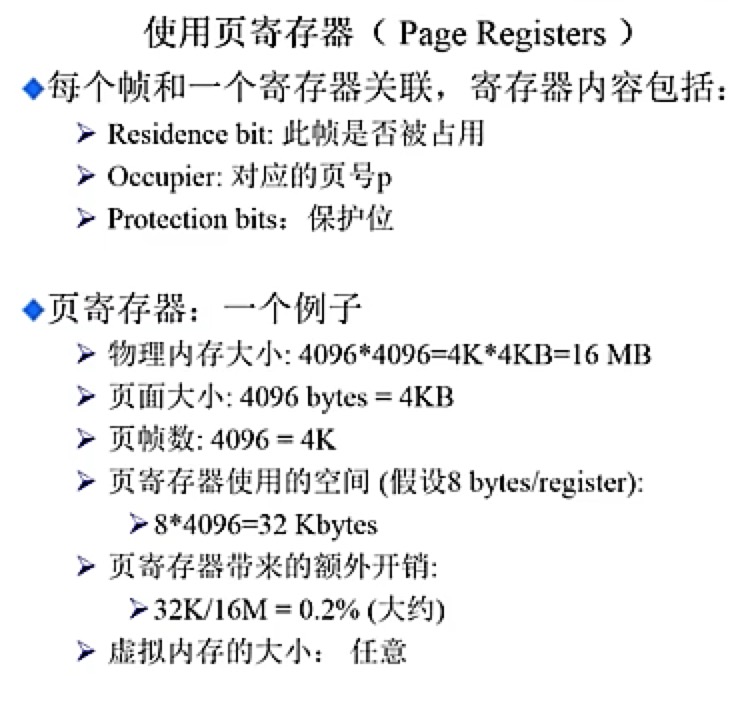 使用页寄存器（ Page Registers ）
每个帧和一个寄存器关联，寄存器内容包括：
Residence bit: 此帧是否被占用
Occupier: 对应的页号p
Protection bits：保护位
页寄存器：一个例子
物理内存大小: 4096*4096=4K*4KB=16 MB
页面大小: 4096 bytes = 4KB
页帧数: 4096 = 4K
页寄存器使用的空间 (假设8 bytes/register):
8*4096=32 Kbytes
页寄存器带来的额外开销:
32K/16M = 0.2% (大约)
虚拟内存的大小： 任意